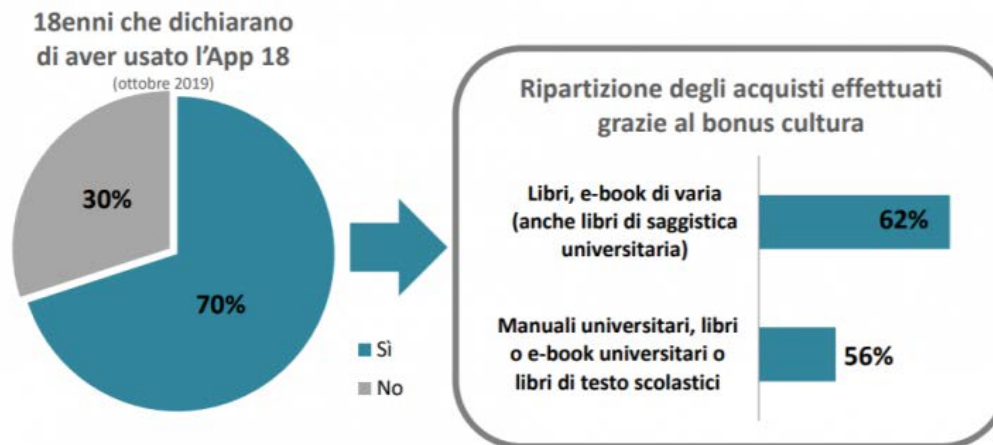 18enni che dichiarano
di aver usato l'App 18
(ottobre 2019)
30%
70%
Sì
No
Ripartizione degli acquisti effettuati
grazie al bonus cultura
Libri, e-book di varia
(anche libri di saggistica
universitaria)
62%
Manuali universitari, libri
o e-book universitari o
libri di testo scolastici
56%